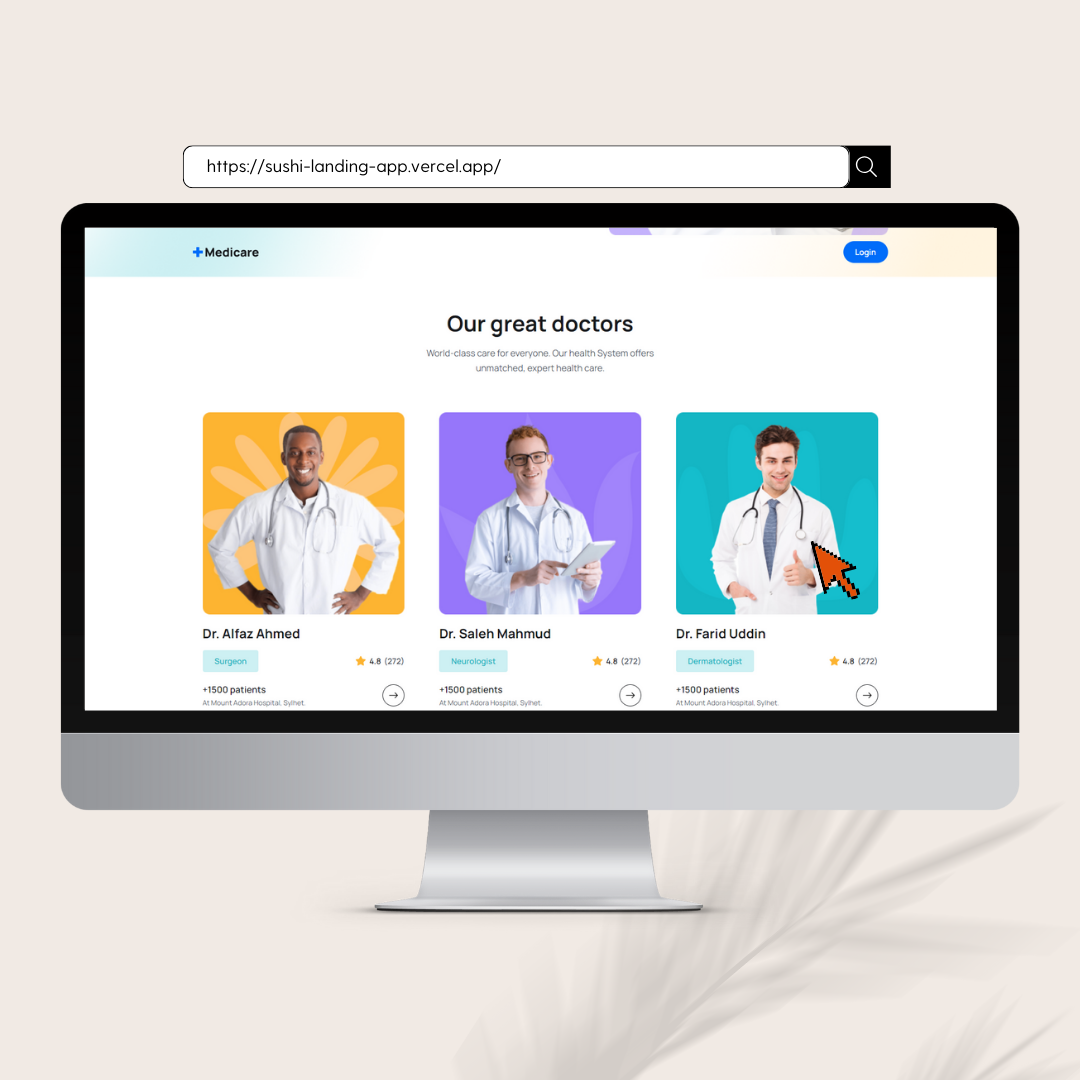 https://sushi-landing-app.vercel.app/
Medicare
Login
Our great doctors
World-class care for everyone. Our health System offers
unmatched, expert health care.
Dr. Alfaz Ahmed
Dr. Saleh Mahmud
Dr. Farid Uddin
Surgeon
4.8 (272)
Neurologist
4.8 (272)
Dermatologist
4.8 (272)
+1500 patients
+1500 patients
+1500 patients
At Mount Adora Hospital, Sylhet.
At Mount Adora Hospital, Sylhet.
At Mount Adora Hospital, Sylhet.